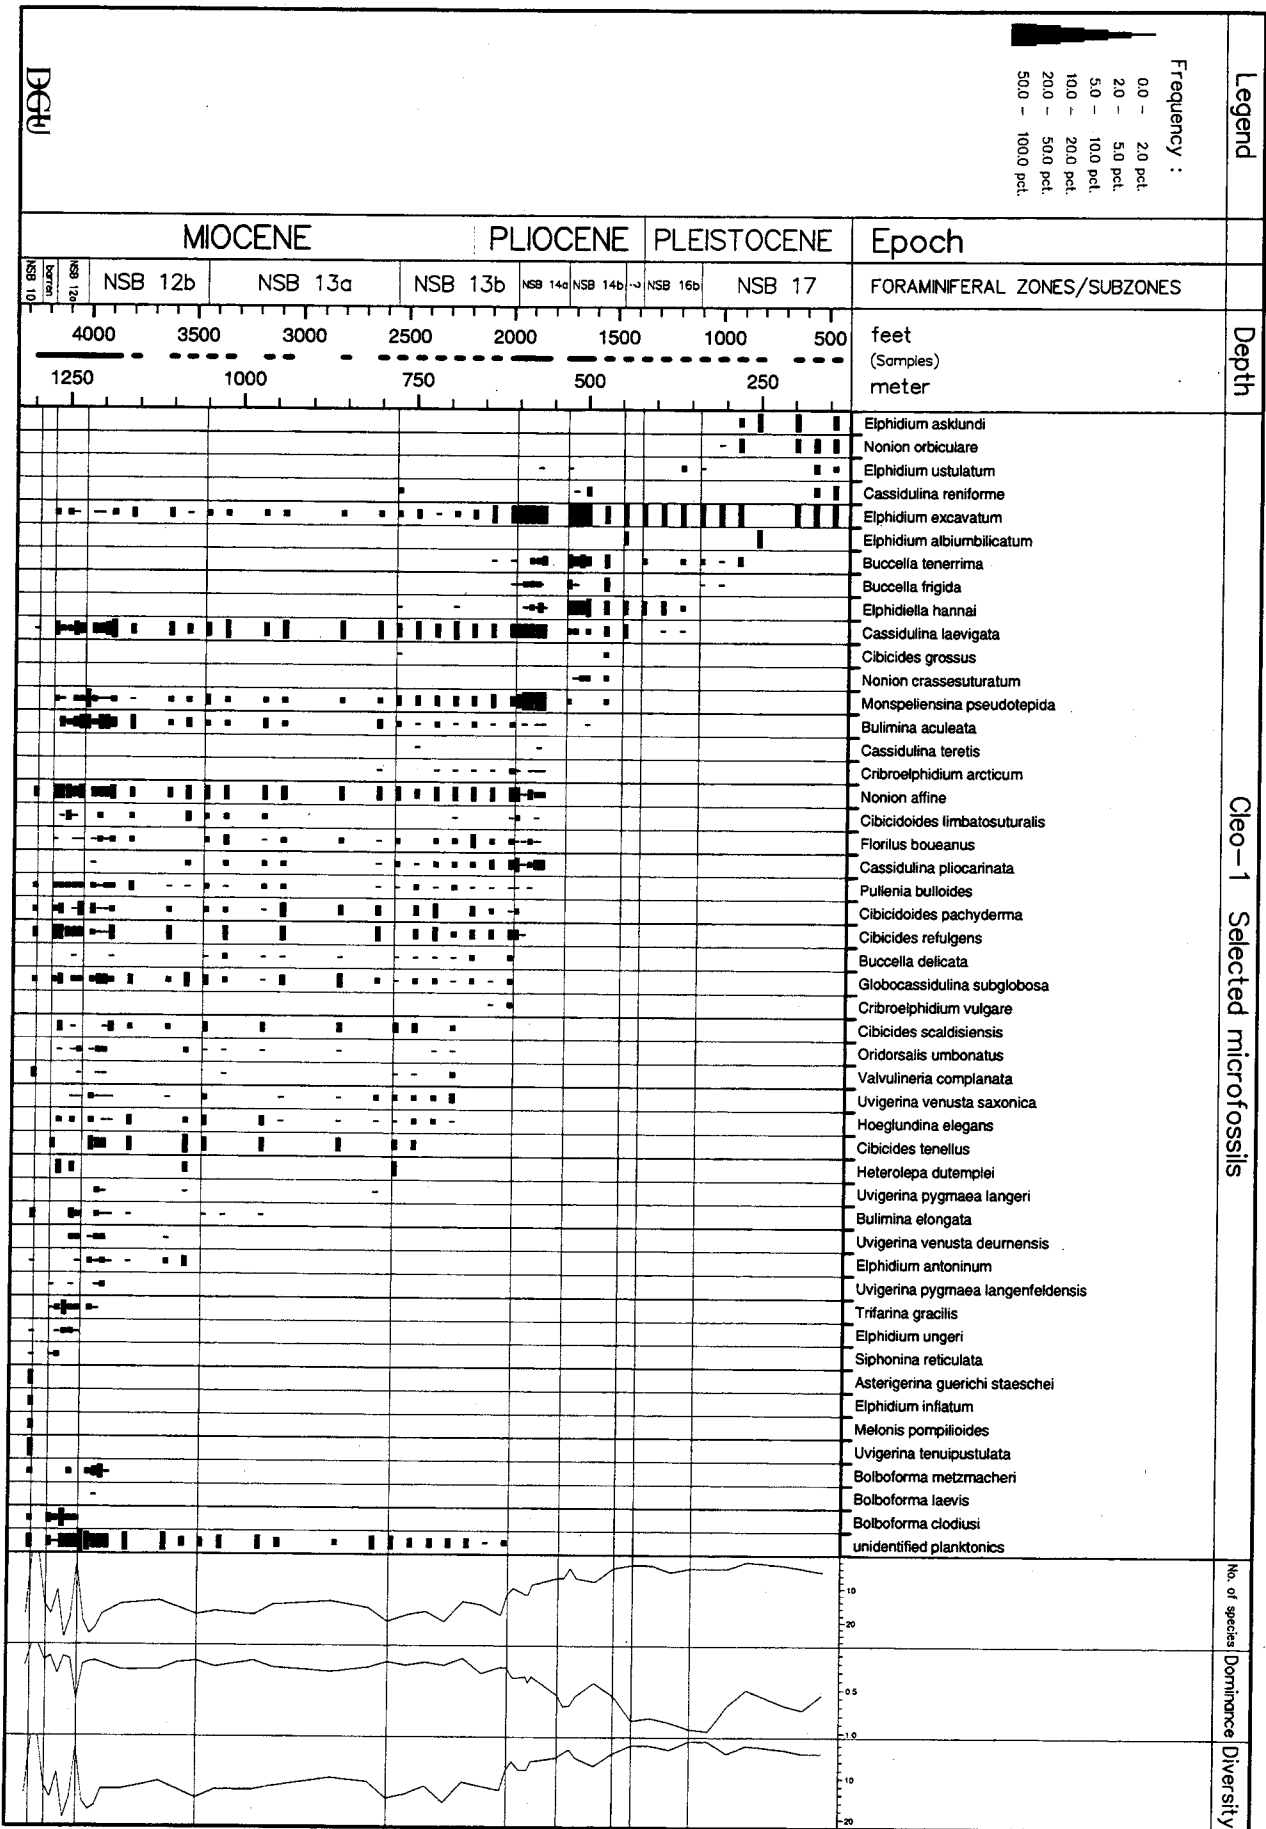 Legend
Frequency :
0.0 - 2.0 pct.
2.0 - 5.0 pct.
5.0 - 10.0 pct.
10.0 - 20.0 pct.
20.0 - 50.0 pct.
50.0 - 100.0 pct.
DGU
MIOCENE PLIOCENE PLEISTOCENE Epoch
NSB 10 barren NSB 12a NSB 12b NSB 13a NSB 13b NSB 14a NSB 14b ? NSB 16b NSB 17 FORAMINIFERAL ZONES/SUBZONES
Depth
4000 3500 3000 2500 2000 1500 1000 500 feet
(Samples)
1250 1000 750 500 250 meter
Cleo-1 Selected microfossils
Elphidium asklundi
Nonion orbiculare
Elphidium ustulatum
Cassidulina reniforme
Elphidium excavatum
Elphidium albiumbilicatum
Buccella tenerrima
Buccella frigida
Elphidiella hannai
Cassidulina laevigata
Cibicides grossus
Nonion crassesuturatum
Monspeliensina pseudotepida
Bulimina aculeata
Cassidulina teretis
Cribroelphidium arcticum
Nonion affine
Cibicidoides limbatosuturalis
Florilus boueanus
Cassidulina pliocarinata
Pullenia bulloides
Cibicidoides pachyderma
Cibicides refulgens
Buccella delicata
Globocassidulina subglobosa
Cribroelphidium vulgare
Cibicides scaldisiensis
Oridorsalis umbonatus
Valvulineria complanata
Uvigerina venusta saxonica
Hoeglundina elegans
Cibicides tenellus
Heterolepa dutemplei
Uvigerina pygmaea langeri
Bulimina elongata
Uvigerina venusta deurnensis
Elphidium antoninum
Uvigerina pygmaea langenfeldensis
Trifarina gracilis
Elphidium ungeri
Siphonina reticulata
Asterigerina guerichi staeschei
Elphidium inflatum
Melonis pompilioides
Uvigerina tenuipustulata
Bolboforma metzmacheri
Bolboforma laevis
Bolboforma clodiusi
unidentified planktonics
No. of species
10
20
Dominance
0.5
1.0
Diversity
10
20